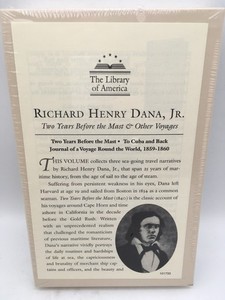 The Library
of America
RICHARD HENRY DANA, JR.
Two Years Before the Mast & Other Voyages
Two Years Before the Mast • To Cuba and Back
Journal of a Voyage Round the World, 1859-1860
THIS VOLUME collects three sea-going travel narratives
by Richard Henry Dana, Jr., that span 25 years of mar-
itime history, from the age of sail to the age of steam.
Suffering from persistent weakness in his eyes, Dana left
Harvard at age 19 and sailed from Boston in 1834 as a common
seaman. Two Years Before the Mast (1840) is the classic account of
his voyages around Cape Horn and time
ashore in California in the decade
before the Gold Rush. Written
with an unprecedented realism
that challenged the romanticism
of previous maritime literature,
Dana's narrative vividly portrays
the daily routines and hardships
of life at sea, the capriciousness
and brutality of merchant ship cap-
tains and officers, and the beauty and